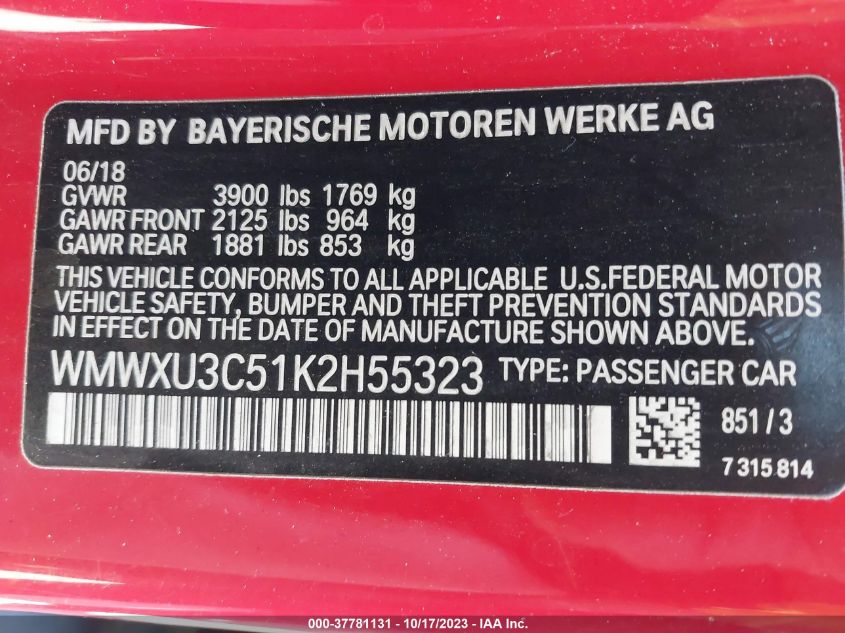 MFD BY BAYERISCHE MOTOREN WERKE AG
06/18
GVWR 3900 lbs 1769 kg
GAWR FRONT 2125 lbs 964 kg
GAWR REAR 1881 lbs 853 kg
THIS VEHICLE CONFORMS TO ALL APPLICABLE U.S.FEDERAL MOTOR
VEHICLE SAFETY, BUMPER AND THEFT PREVENTION STANDARDS
IN EFFECT ON THE DATE OF MANUFACTURE SHOWN ABOVE.
WMWXU3C51K2H55323 TYPE: PASSENGER CAR
851/3
7 315 814
000-37781131 - 10/17/2023 - IAA Inc.